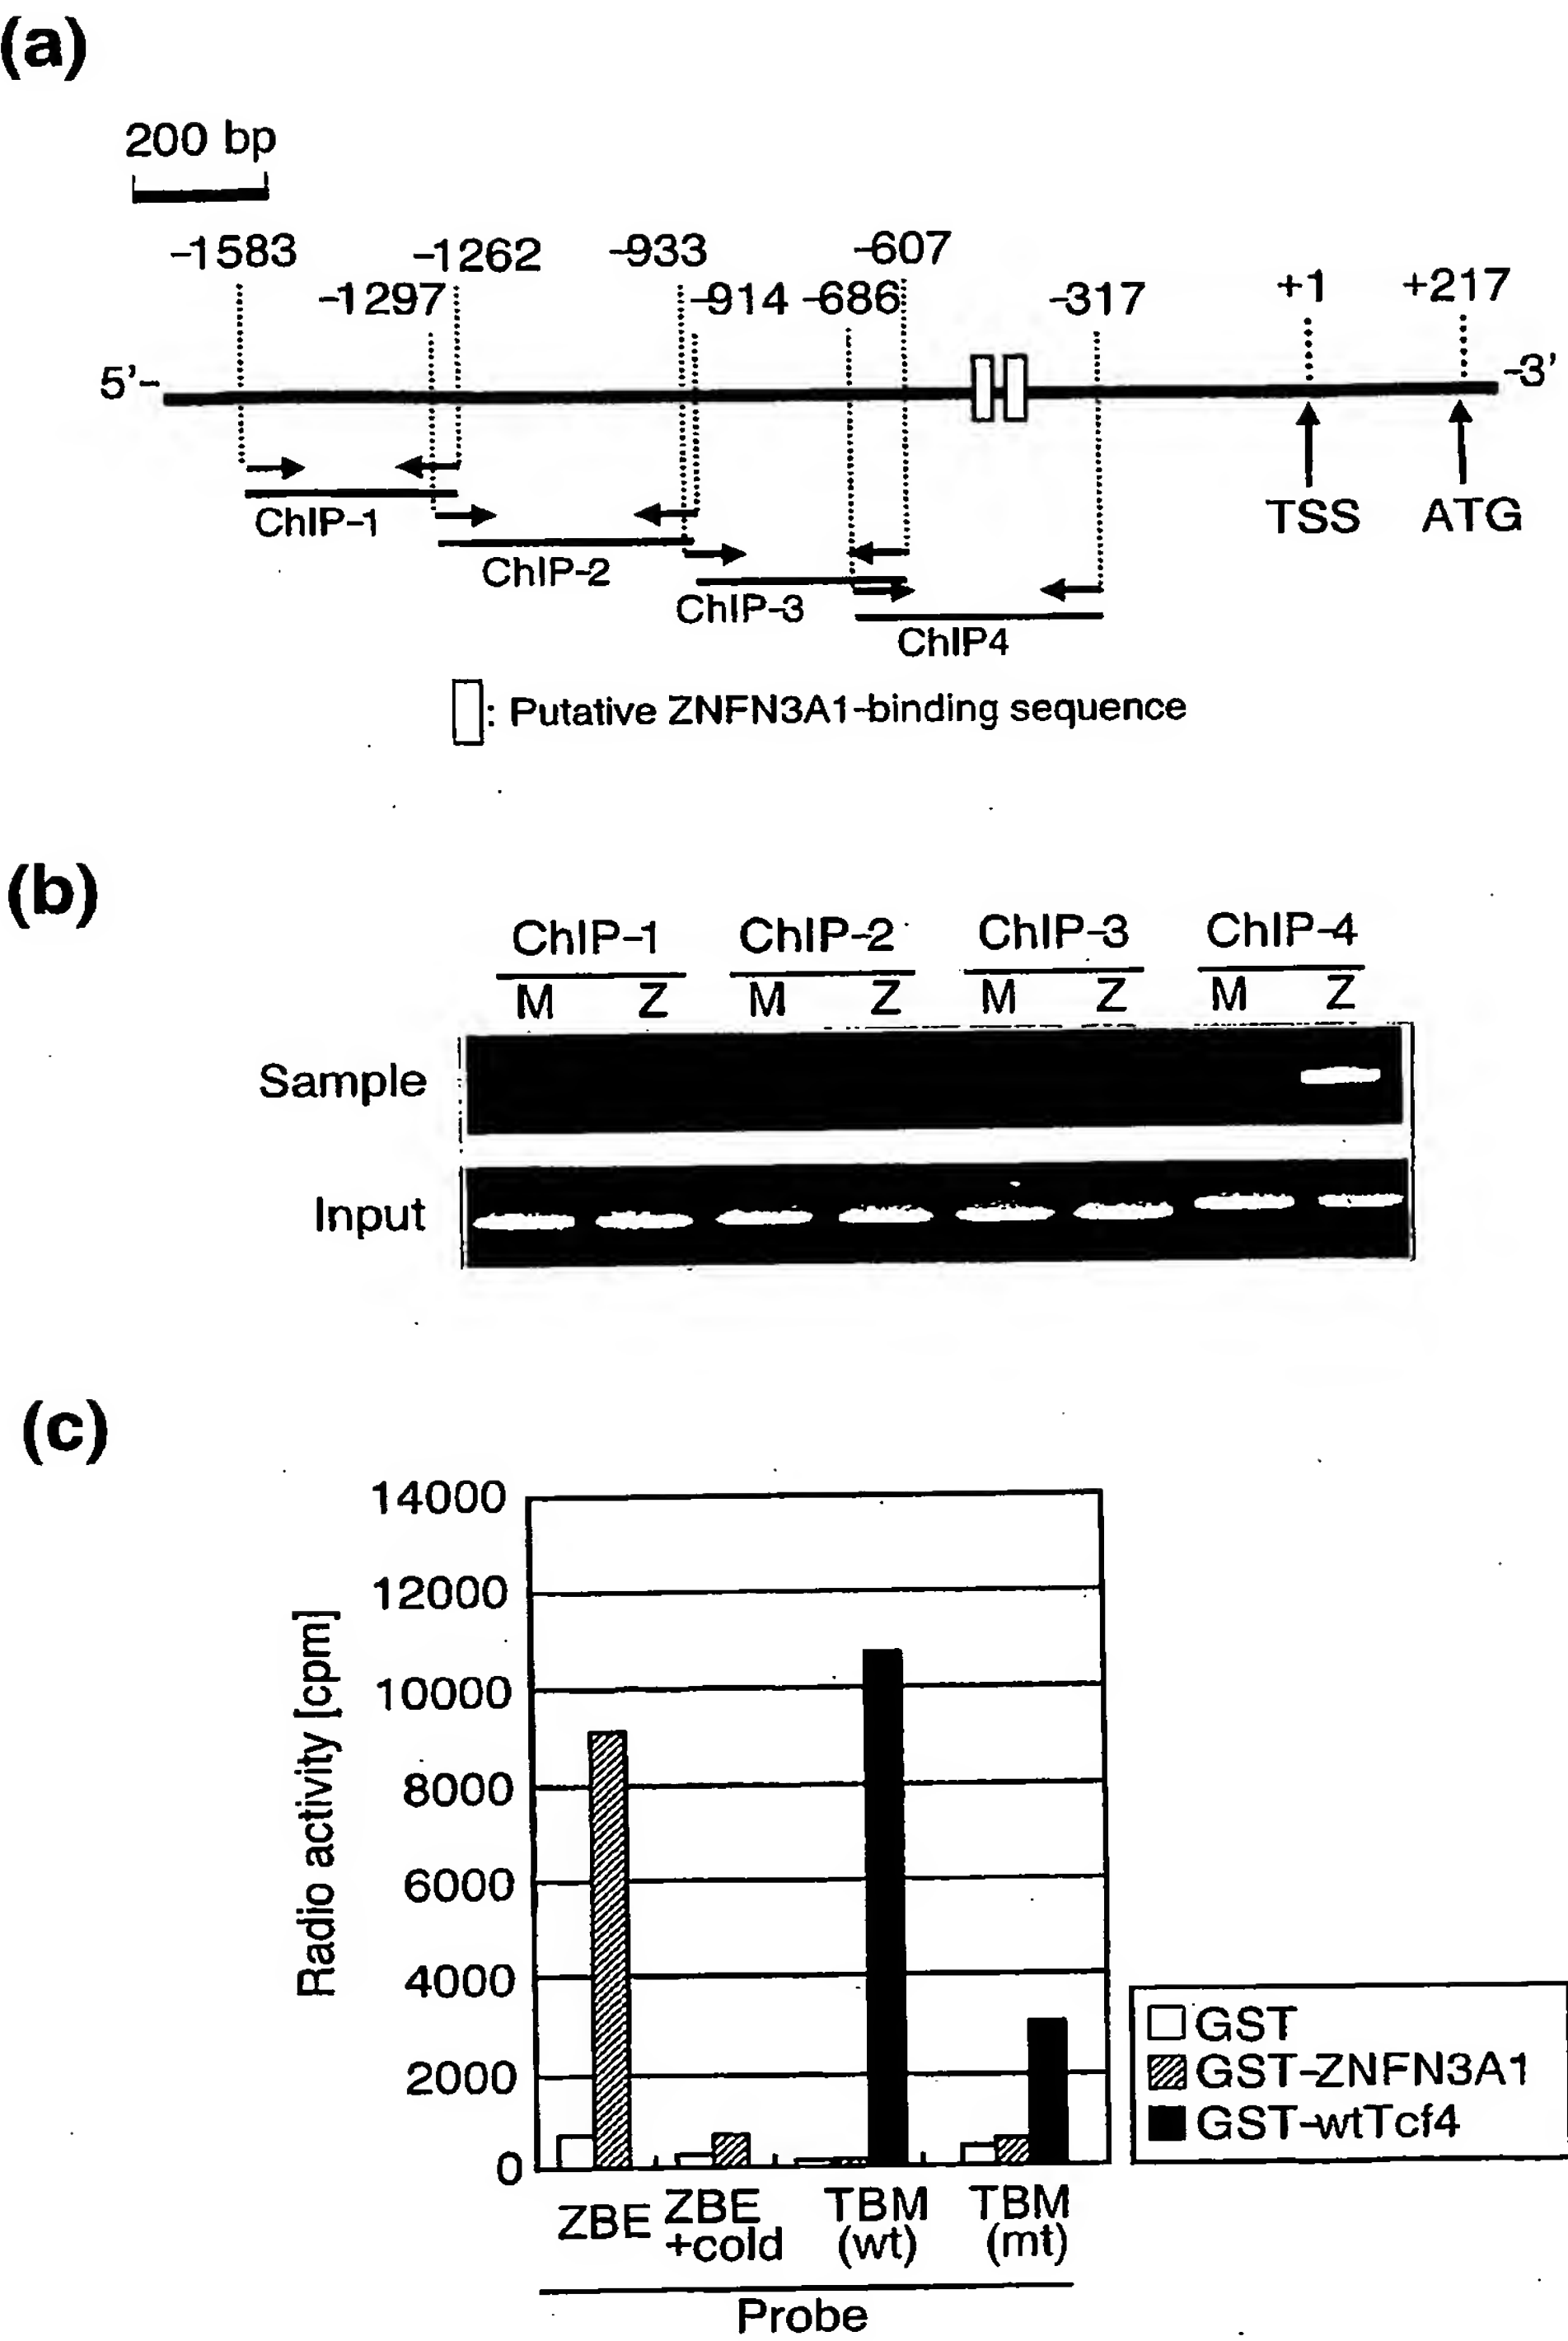 (a)
200 bp
-1583 -1262 -933 -607
-1297 -914 -686 -317 +1 +217
5'- -3'
TSS ATG
ChIP-1
ChIP-2
ChIP-3
ChIP4
: Putative ZNFN3A1-binding sequence
(b)
ChIP-1 ChIP-2 ChIP-3 ChIP-4
M Z M Z M Z M Z
Sample
Input
(c)
14000
12000
10000
8000
6000
4000
2000
0
Radio activity [cpm]
GST
GST-ZNFN3A1
GST-wtTcf4
ZBE ZBE +cold TBM (wt) TBM (mt)
Probe